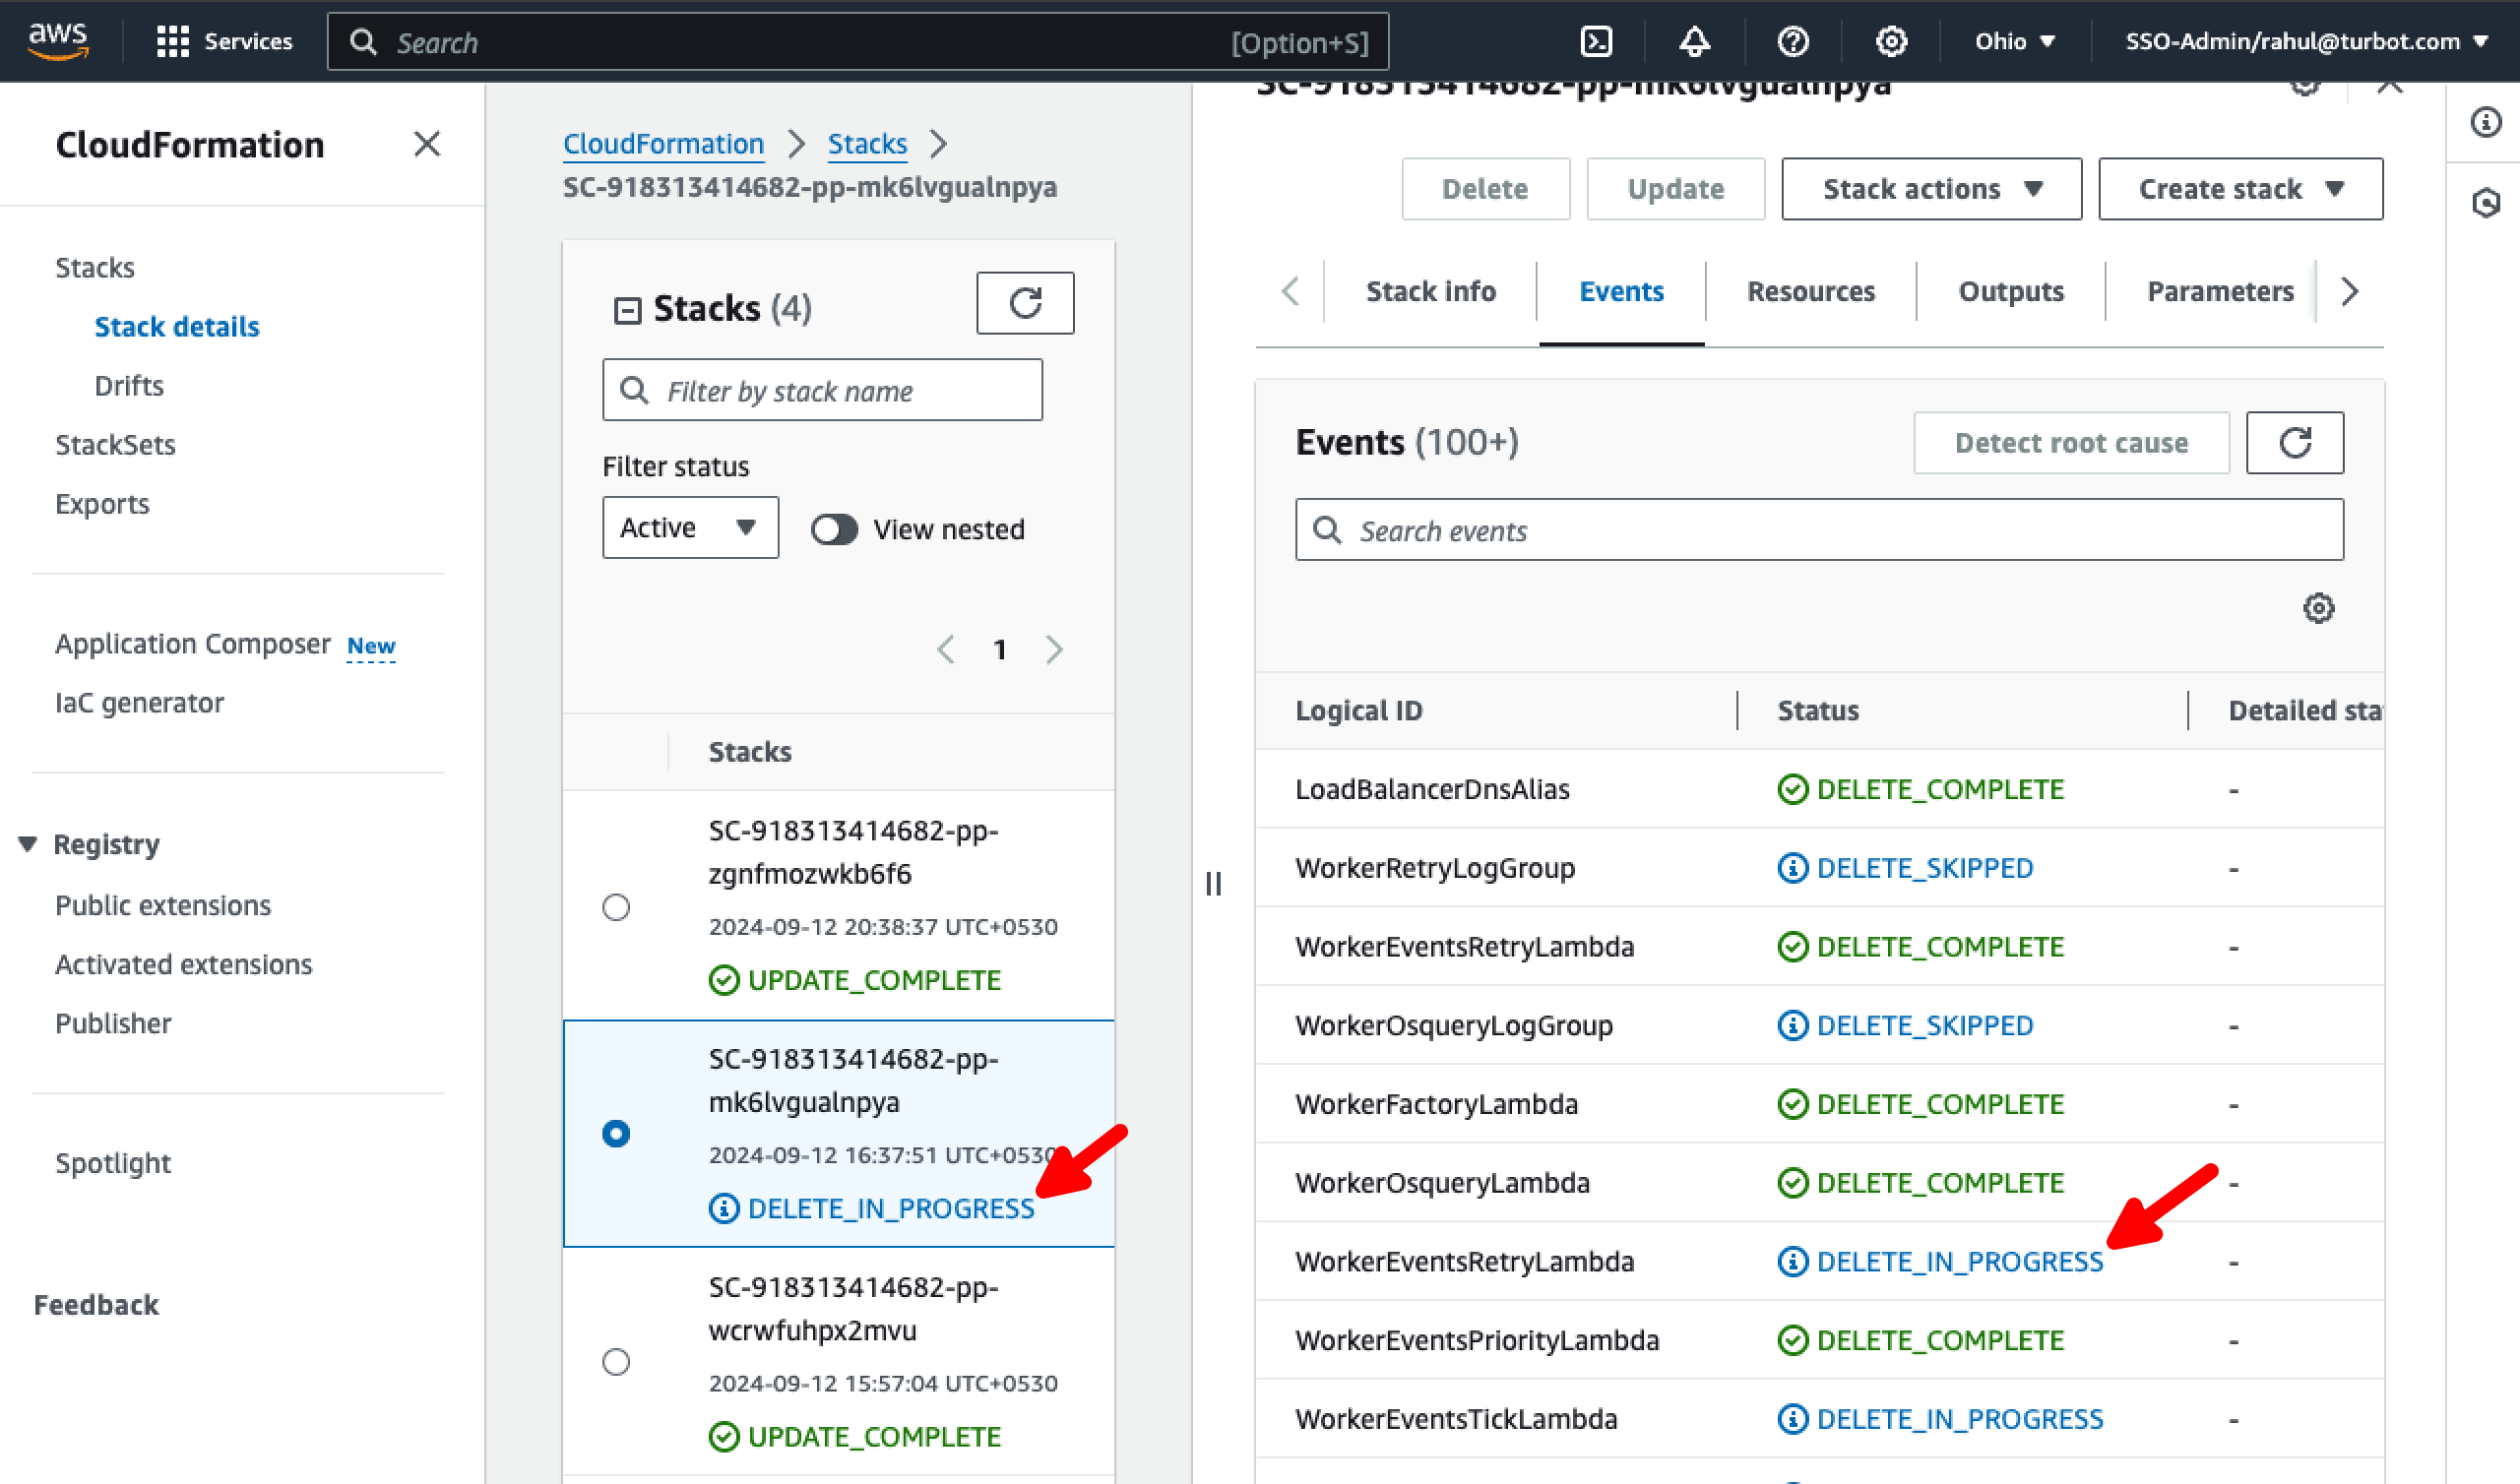 aws
Services
Search
[Option+S]
Ohio
SSO-Admin/rahul@turbot.com
CloudFormation
Stacks
Stack details
Drifts
StackSets
Exports
Application Composer New
IaC generator
Registry
Public extensions
Activated extensions
Publisher
Spotlight
Feedback
CloudFormation
Stacks
SC-918313414682-pp-mk6lvgualnpya
Stacks (4)
Filter by stack name
Filter status
Active
View nested
1
Stacks
SC-918313414682-pp-
zgnfmozwkb6f6
2024-09-12 20:38:37 UTC+0530
UPDATE_COMPLETE
SC-918313414682-pp-
mk6lvgualnpya
2024-09-12 16:37:51 UTC+0530
DELETE_IN_PROGRESS
SC-918313414682-pp-
wcrwfuhpx2mvu
2024-09-12 15:57:04 UTC+0530
UPDATE_COMPLETE
SC-918313414682-pp-mk6lvgualnpya
Delete
Update
Stack actions
Create stack
Stack info
Events
Resources
Outputs
Parameters
Events (100+)
Detect root cause
Search events
Logical ID Status Detailed sta
LoadBalancerDnsAlias DELETE_COMPLETE -
WorkerRetryLogGroup DELETE_SKIPPED -
WorkerEventsRetryLambda DELETE_COMPLETE -
WorkerOsqueryLogGroup DELETE_SKIPPED -
WorkerFactoryLambda DELETE_COMPLETE -
WorkerOsqueryLambda DELETE_COMPLETE -
WorkerEventsRetryLambda DELETE_IN_PROGRESS -
WorkerEventsPriorityLambda DELETE_COMPLETE -
WorkerEventsTickLambda DELETE_IN_PROGRESS -